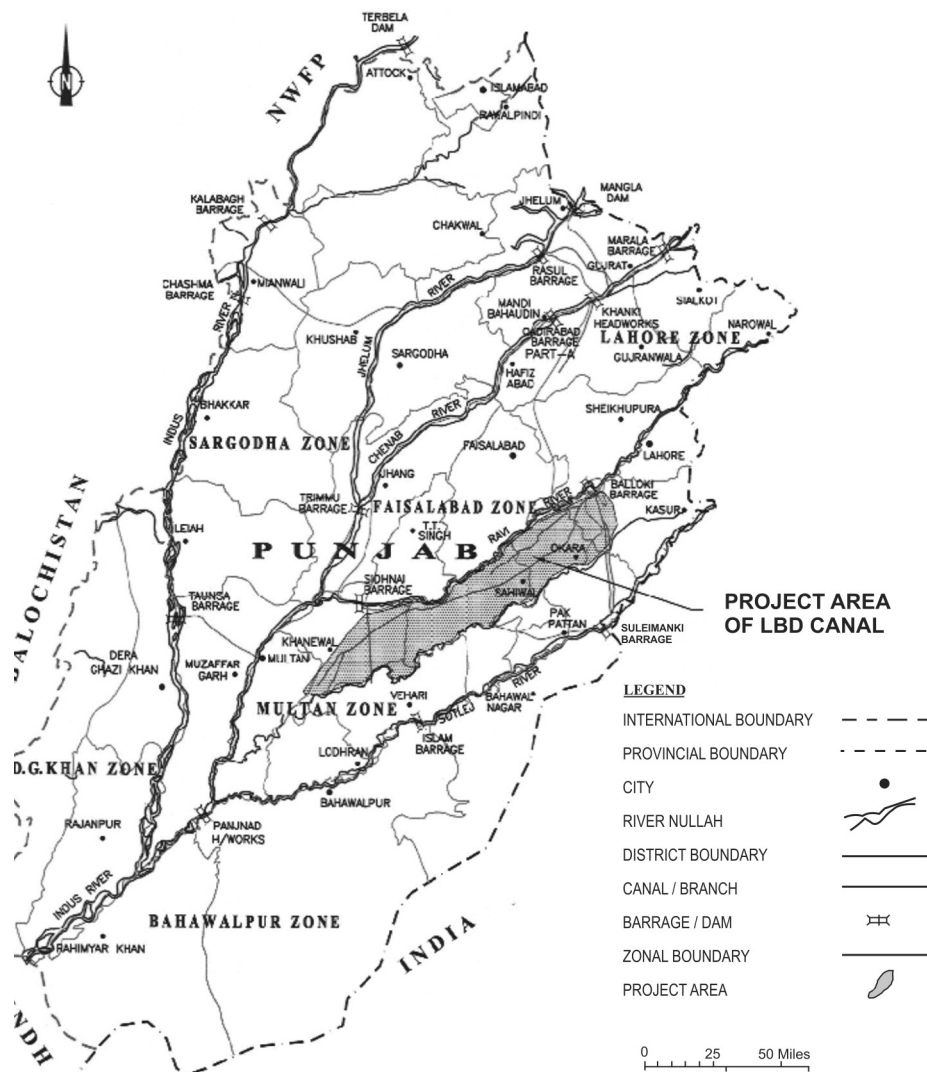 TERBELA
DAM
ATTOCK
NWFP
ISLAMABAD
RAWALPINDI
N
KALABAGH
BARRAGE
JHELUM
MANGLA
DAM
CHAKWAL
MARALA
BARRAGE
GUJRAT
RASUL
BARRAGE
CHASHMA
BARRAGE
MIANWALI
RIVER
RIVER
SIALKOT
MANDI
BAHAUDIN
KHANKI
HEADWORKS
NAROWAL
KHUSHAB
JHELUM
QADIRABAD
BARRAGE
PART-A
LAHORE ZONE
SARGODHA
GUJRANWALA
HAFIZ
ABAD
BHAKKAR
INDUS
RIVER
SHEIKHUPURA
SARGODHA ZONE
CHENAB
FAISALABAD
LAHORE
JHANG
BALLOKI
BARRAGE
TRIMMU
BARRAGE
FAISALABAD ZONE
RIVER
KASUR
T.T.
SINGH
RAVI
BALOCHISTAN
LEIAH
PUNJAB
OKARA
SIDHNAI
BARRAGE
SAHIWAL
TAUNSA
BARRAGE
PROJECT AREA
OF LBD CANAL
PAK
PATTAN
SULEIMANKI
BARRAGE
KHANEWAL
MULTAN
DERA
GHAZI KHAN
MUZAFFAR
GARH
VEHARI
RIVER
BAHAWAL
NAGAR
MULTAN ZONE
SUTLEJ
ISLAM
BARRAGE
LODHRAN
D.G.KHAN ZONE
BAHAWALPUR
RAJANPUR
PANJNAD
H/WORKS
INDUS RIVER
BAHAWALPUR ZONE
RAHIMYAR KHAN
INDIA
NDH
LEGEND
INTERNATIONAL BOUNDARY
PROVINCIAL BOUNDARY
CITY
RIVER NULLAH
DISTRICT BOUNDARY
CANAL / BRANCH
BARRAGE / DAM
ZONAL BOUNDARY
PROJECT AREA
0 25 50 Miles